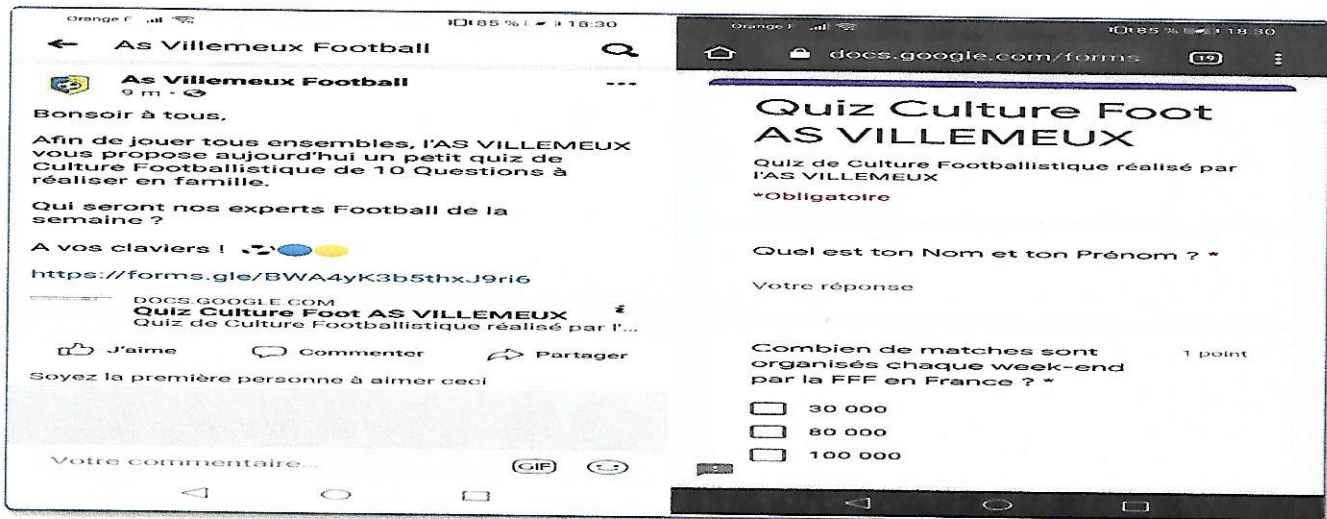 Orange F
85 % 18:30
As Villemeux Football
As Villemeux Football
9 m
Bonsoir à tous,
Afin de jouer tous ensembles, l'AS VILLEMEUX
vous propose aujourd'hui un petit quiz de
Culture Footballistique de 10 Questions à
réaliser en famille.
Qui seront nos experts Football de la
semaine ?
A vos claviers !
https://forms.gle/BWA4yK3b5thxJ9ri6
DOCS.GOOGLE.COM
Quiz Culture Foot AS VILLEMEUX
Quiz de Culture Footballistique réalisé par l'...
J'aime Commenter Partager
Soyez la première personne à aimer ceci
Votre commentaire...
GIF
Orange F
85 % 18:30
docs.google.com/forms
19
Quiz Culture Foot
AS VILLEMEUX
Quiz de Culture Footballistique réalisé par
l'AS VILLEMEUX
*Obligatoire
Quel est ton Nom et ton Prénom ? *
Votre réponse
Combien de matches sont
organisés chaque week-end
par la FFF en France ? *
1 point
30 000
80 000
100 000